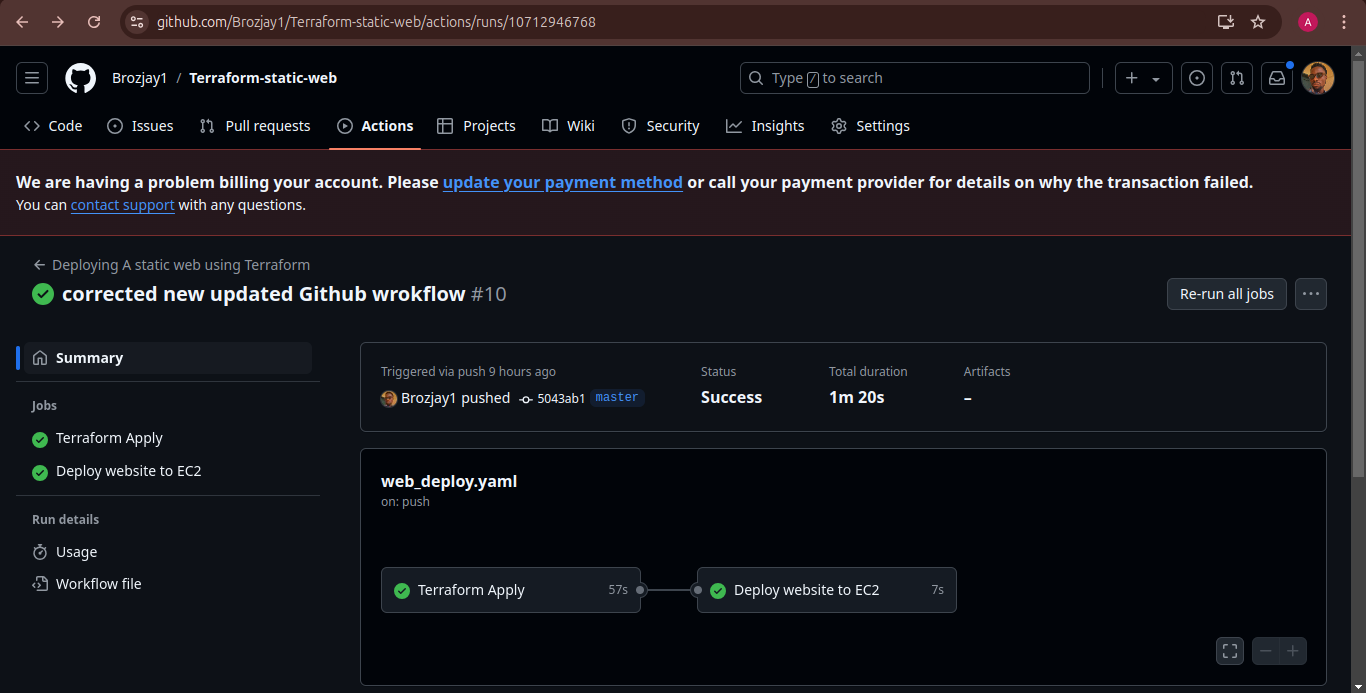 github.com/Brozjay1/Terraform-static-web/actions/runs/10712946768
A
Brozjay1 / Terraform-static-web
Type / to search
Code Issues Pull requests Actions Projects Wiki Security Insights Settings
We are having a problem billing your account. Please update your payment method or call your payment provider for details on why the transaction failed.
You can contact support with any questions.
Deploying A static web using Terraform
corrected new updated Github wrokflow #10
Re-run all jobs
Summary
Jobs
Terraform Apply
Deploy website to EC2
Run details
Usage
Workflow file
Triggered via push 9 hours ago
Brozjay1 pushed 5043ab1 master
Status
Success
Total duration
1m 20s
Artifacts
–
web_deploy.yaml
on: push
Terraform Apply 57s
Deploy website to EC2 7s